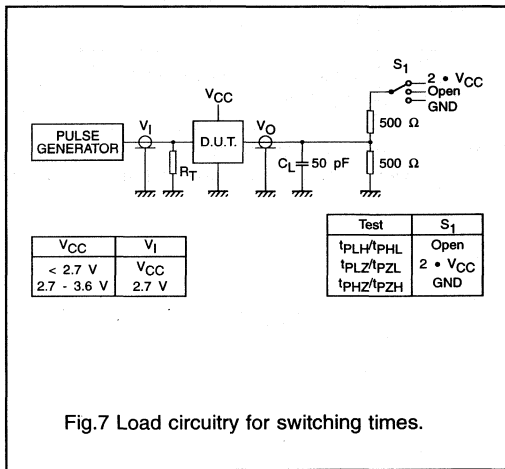 S1
2 • VCC
Open
GND
VCC
500 Ω
VI
VO
PULSE
GENERATOR
D.U.T.
RT
CL
50 pF
500 Ω
VCC VI
< 2.7 V VCC
2.7 - 3.6 V 2.7 V
Test S1
tPLH/tPHL Open
tPLZ/tPZL 2 • VCC
tPHZ/tPZH GND
Fig.7 Load circuitry for switching times.